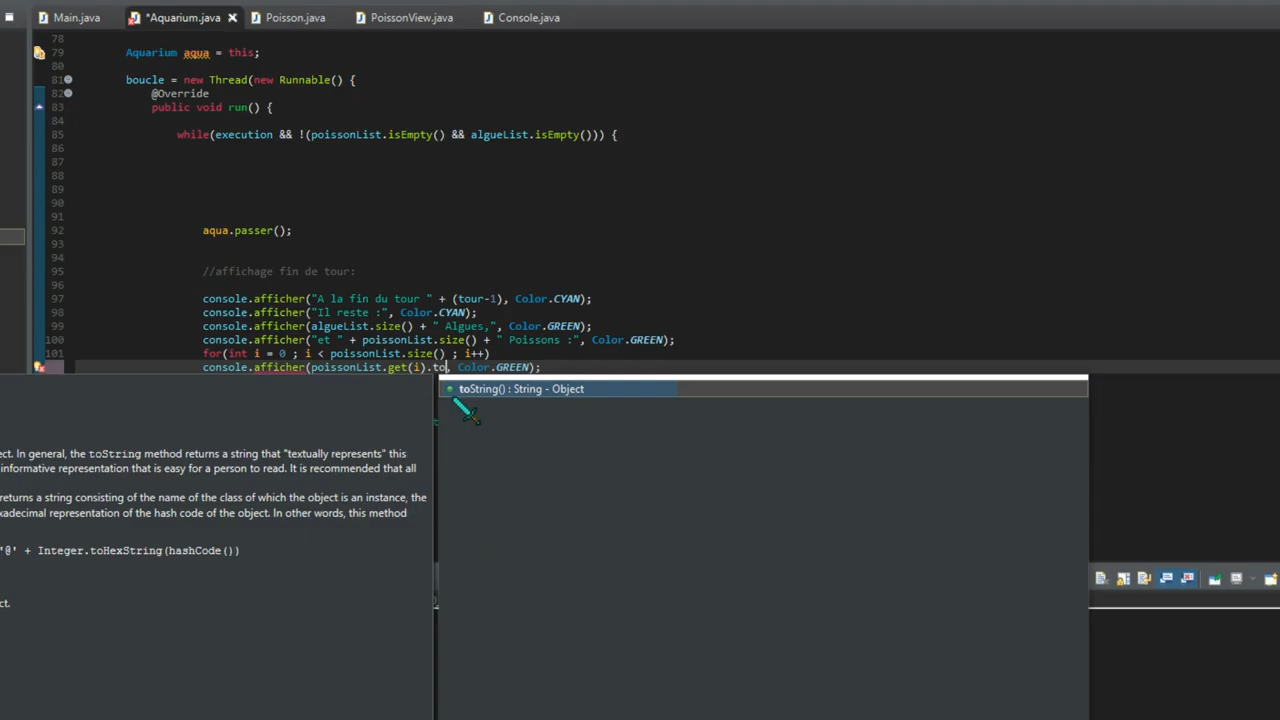 Main.java
*Aquarium.java
Poisson.java
PoissonView.java
Console.java
78
79 Aquarium aqua = this;
80
81 boucle = new Thread(new Runnable() {
82 @Override
83 public void run() {
84
85 while(execution && !(poissonList.isEmpty() && algueList.isEmpty())) {
86
87
88
89
90
91
92 aqua.passer();
93
94
95 //affichage fin de tour:
96
97 console.afficher("A la fin du tour " + (tour-1), Color.CYAN);
98 console.afficher("Il reste :", Color.CYAN);
99 console.afficher(algueList.size() + " Algues,", Color.GREEN);
100 console.afficher("et " + poissonList.size() + " Poissons :", Color.GREEN);
101 for(int i = 0 ; i < poissonList.size() ; i++)
console.afficher(poissonList.get(i).to, Color.GREEN);
toString() : String - Object
ect. In general, the toString method returns a string that "textually represents" this
informative representation that is easy for a person to read. It is recommended that all
returns a string consisting of the name of the class of which the object is an instance, the
xadecimal representation of the hash code of the object. In other words, this method
'@' + Integer.toHexString(hashCode())
ct.